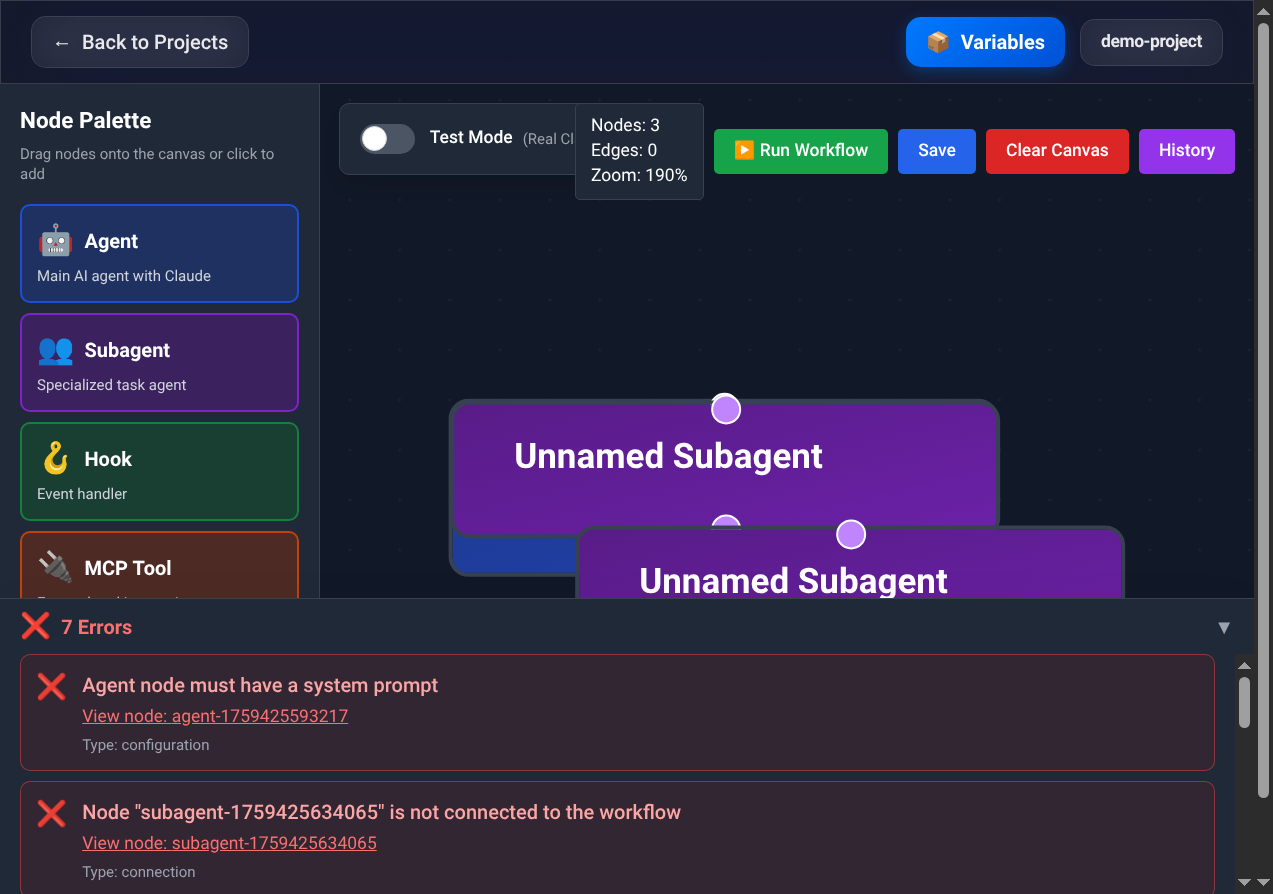 ← Back to Projects
Variables
demo-project
Node Palette
Drag nodes onto the canvas or click to
add
Agent
Main AI agent with Claude
Subagent
Specialized task agent
Hook
Event handler
MCP Tool
Test Mode (Real Cl
Nodes: 3
Edges: 0
Zoom: 190%
Run Workflow
Save
Clear Canvas
History
Unnamed Subagent
Unnamed Subagent
7 Errors
▼
Agent node must have a system prompt
View node: agent-1759425593217
Type: configuration
Node "subagent-1759425634065" is not connected to the workflow
View node: subagent-1759425634065
Type: connection